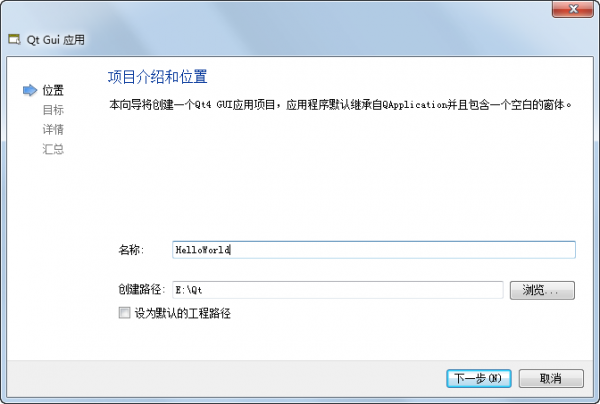 Qt Gui 应用
位置
目标
详情
汇总
项目介绍和位置
本向导将创建一个Qt4 GUI应用项目，应用程序默认继承自QApplication并且包含一个空白的窗体。
名称： HelloWorld
创建路径： E:\Qt 浏览...
设为默认的工程路径
下一步(N) 取消